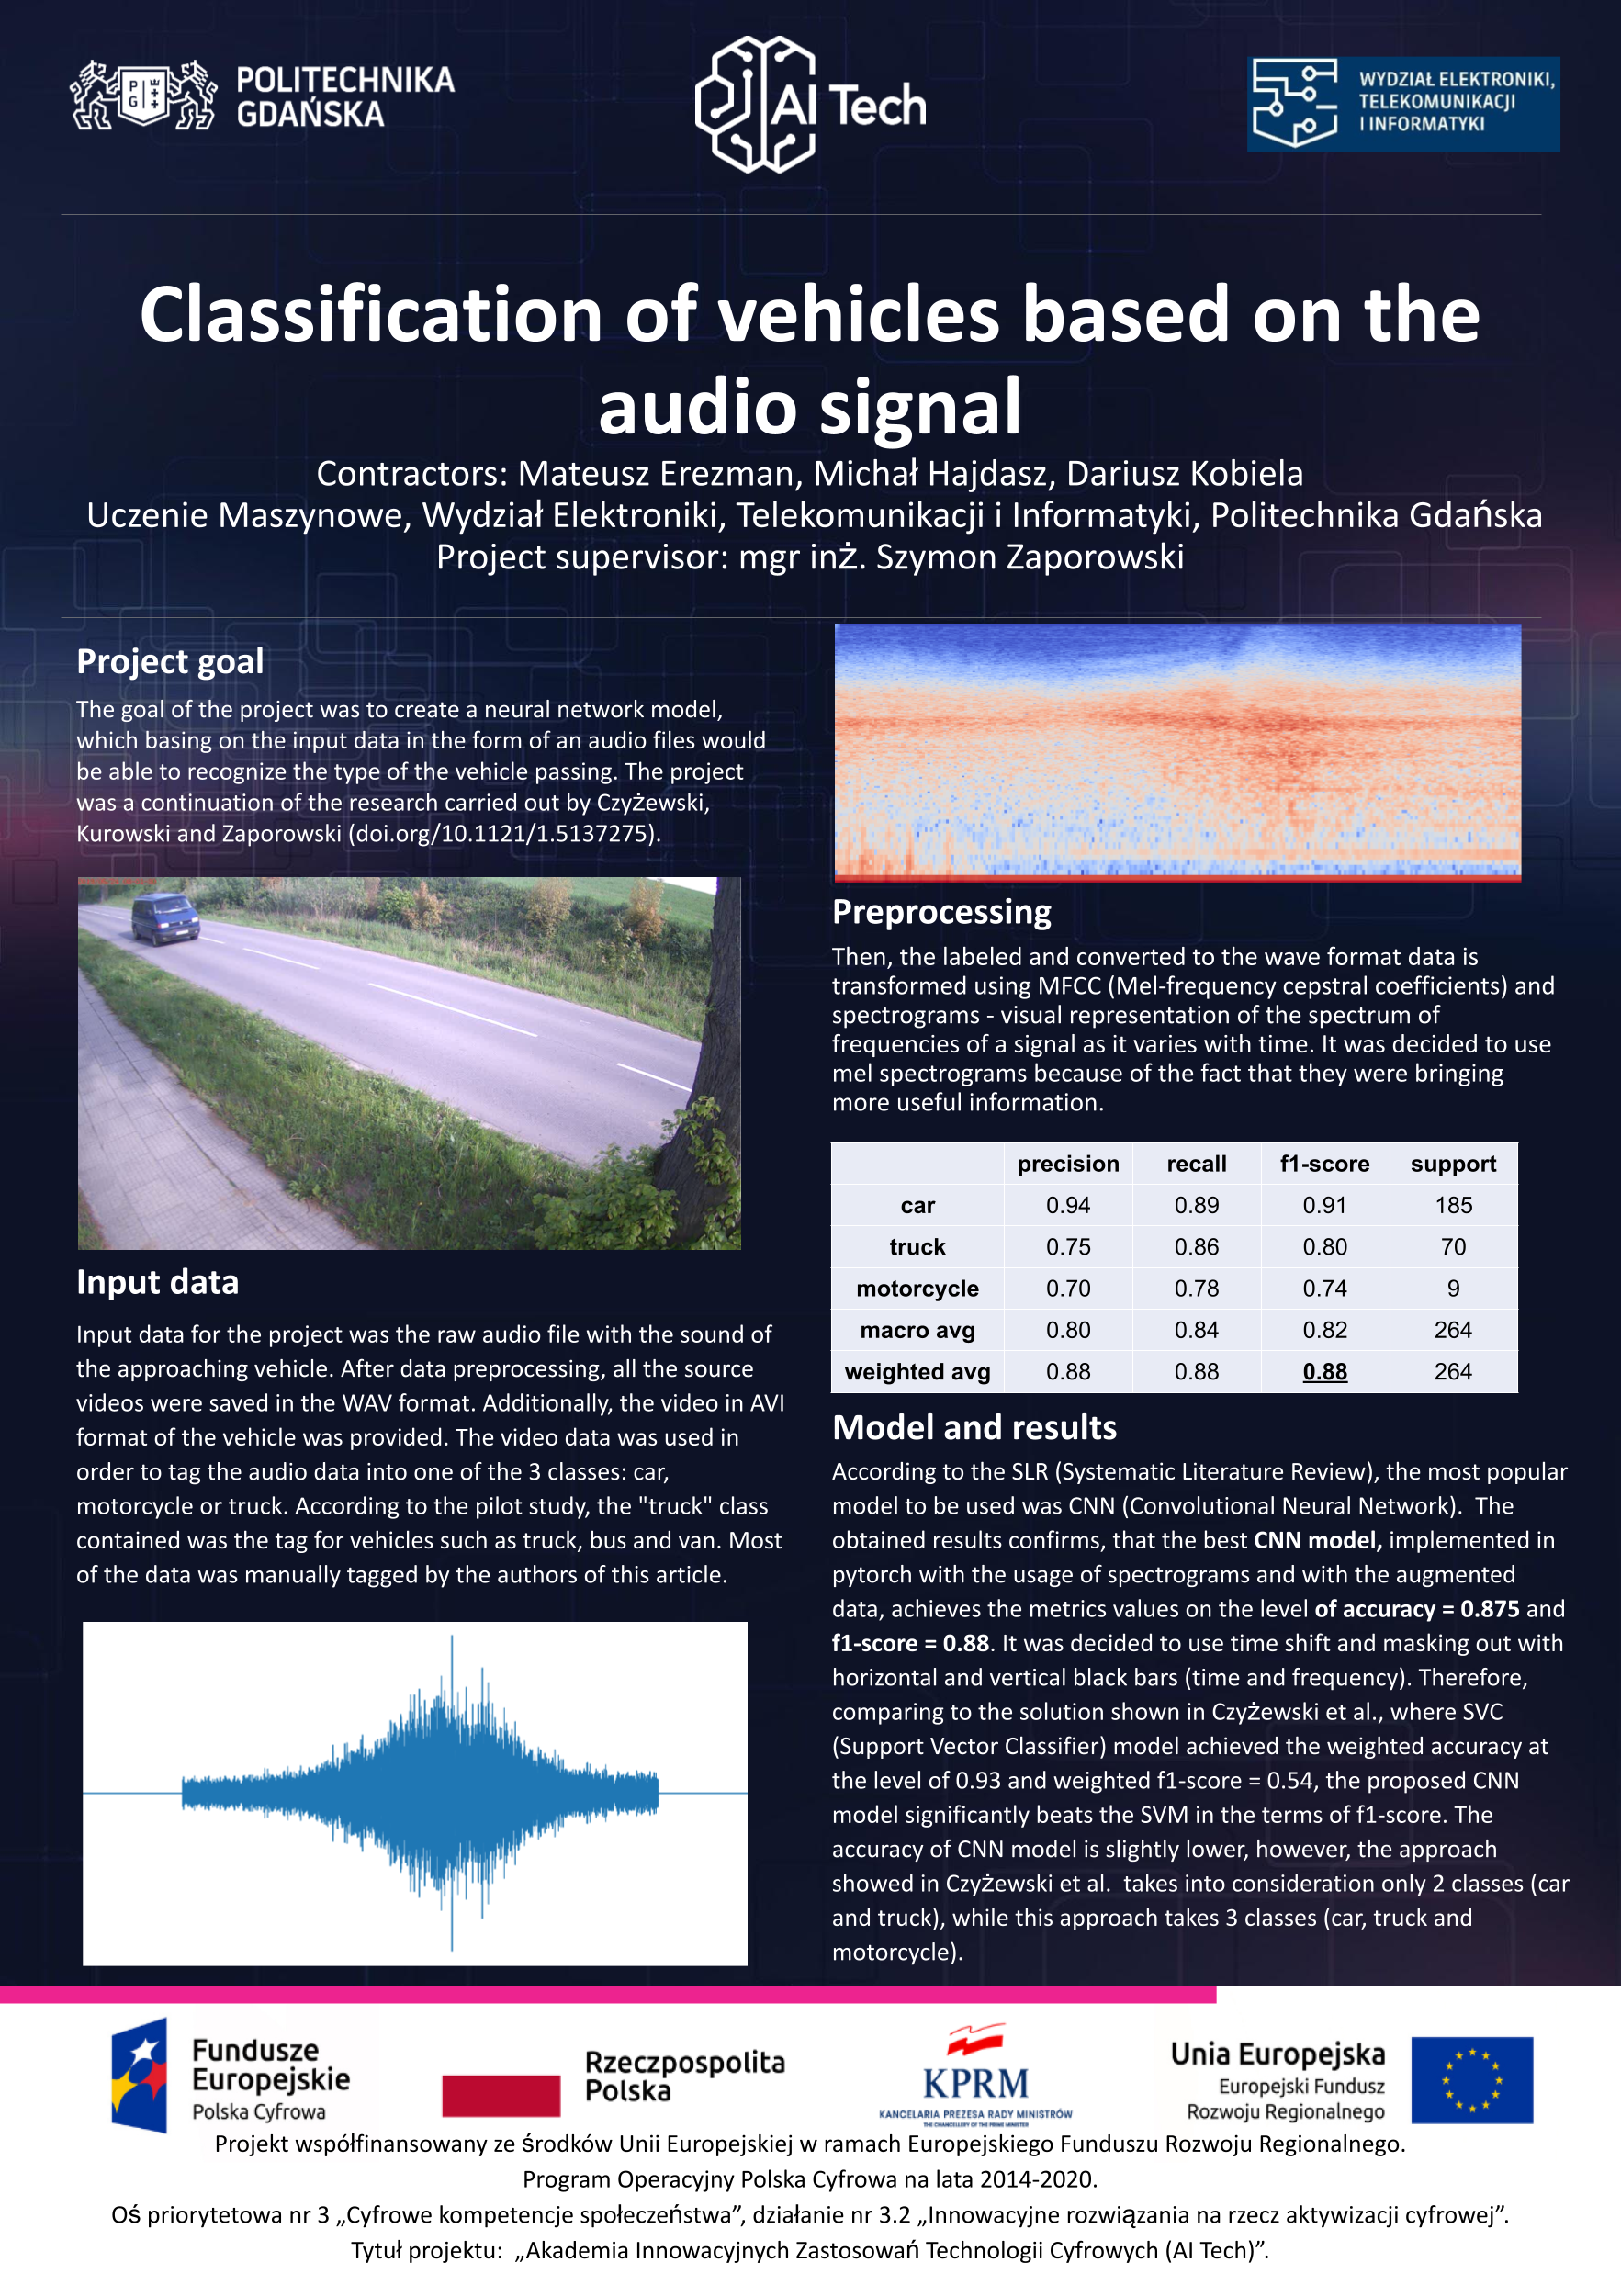 POLITECHNIKA
GDAŃSKA
P G
AI Tech
WYDZIAŁ ELEKTRONIKI,
TELEKOMUNIKACJI
I INFORMATYKI
Classification of vehicles based on the
audio signal
Contractors: Mateusz Erezman, Michał Hajdasz, Dariusz Kobiela
Uczenie Maszynowe, Wydział Elektroniki, Telekomunikacji i Informatyki, Politechnika Gdańska
Project supervisor: mgr inż. Szymon Zaporowski
Project goal
The goal of the project was to create a neural network model,
which basing on the input data in the form of an audio files would
be able to recognize the type of the vehicle passing. The project
was a continuation of the research carried out by Czyżewski,
Kurowski and Zaporowski (doi.org/10.1121/1.5137275).
Input data
Input data for the project was the raw audio file with the sound of
the approaching vehicle. After data preprocessing, all the source
videos were saved in the WAV format. Additionally, the video in AVI
format of the vehicle was provided. The video data was used in
order to tag the audio data into one of the 3 classes: car,
motorcycle or truck. According to the pilot study, the "truck" class
contained was the tag for vehicles such as truck, bus and van. Most
of the data was manually tagged by the authors of this article.
Preprocessing
Then, the labeled and converted to the wave format data is
transformed using MFCC (Mel-frequency cepstral coefficients) and
spectrograms - visual representation of the spectrum of
frequencies of a signal as it varies with time. It was decided to use
mel spectrograms because of the fact that they were bringing
more useful information.
precision recall f1-score support
car 0.94 0.89 0.91 185
truck 0.75 0.86 0.80 70
motorcycle 0.70 0.78 0.74 9
macro avg 0.80 0.84 0.82 264
weighted avg 0.88 0.88 0.88 264
Model and results
According to the SLR (Systematic Literature Review), the most popular
model to be used was CNN (Convolutional Neural Network). The
obtained results confirms, that the best CNN model, implemented in
pytorch with the usage of spectrograms and with the augmented
data, achieves the metrics values on the level of accuracy = 0.875 and
f1-score = 0.88. It was decided to use time shift and masking out with
horizontal and vertical black bars (time and frequency). Therefore,
comparing to the solution shown in Czyżewski et al., where SVC
(Support Vector Classifier) model achieved the weighted accuracy at
the level of 0.93 and weighted f1-score = 0.54, the proposed CNN
model significantly beats the SVM in the terms of f1-score. The
accuracy of CNN model is slightly lower, however, the approach
showed in Czyżewski et al. takes into consideration only 2 classes (car
and truck), while this approach takes 3 classes (car, truck and
motorcycle).
Fundusze
Europejskie
Polska Cyfrowa
Rzeczpospolita
Polska
KPRM
KANCELARIA PREZESA RADY MINISTRÓW
THE CHANCELLERY OF THE PRIME MINISTER
Unia Europejska
Europejski Fundusz
Rozwoju Regionalnego
Projekt współfinansowany ze środków Unii Europejskiej w ramach Europejskiego Funduszu Rozwoju Regionalnego.
Program Operacyjny Polska Cyfrowa na lata 2014-2020.
Oś priorytetowa nr 3 „Cyfrowe kompetencje społeczeństwa”, działanie nr 3.2 „Innowacyjne rozwiązania na rzecz aktywizacji cyfrowej”.
Tytuł projektu: „Akademia Innowacyjnych Zastosowań Technologii Cyfrowych (AI Tech)”.